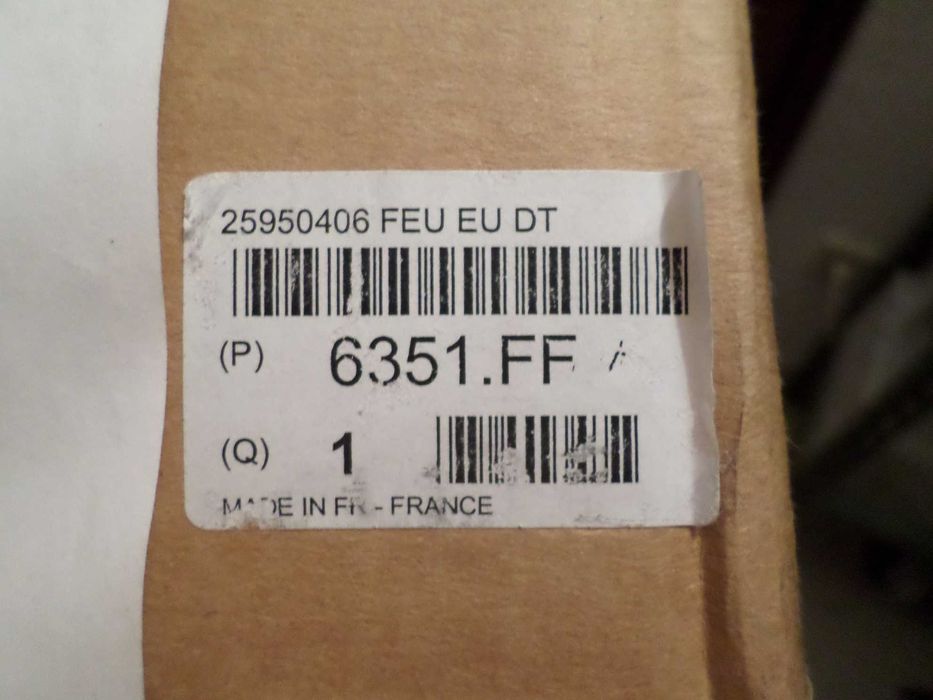 25950406 FEU EU DT
(P) 6351.FF
(Q) 1
MADE IN FR - FRANCE